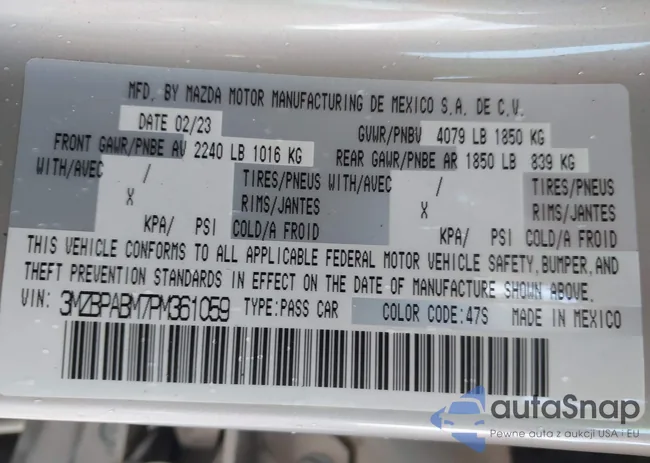 MFD. BY MAZDA MOTOR MANUFACTURING DE MEXICO S.A. DE C.V.
DATE 02/23 GVWR/PNBV 4079 LB 1850 KG
FRONT GAWR/PNBE AV 2240 LB 1016 KG REAR GAWR/PNBE AR 1850 LB 839 KG
WITH/AVEC / TIRES/PNEUS WITH/AVEC / TIRES/PNEUS
X RIMS/JANTES X RIMS/JANTES
KPA/ PSI COLD/A FROID KPA/ PSI COLD/A FROID
THIS VEHICLE CONFORMS TO ALL APPLICABLE FEDERAL MOTOR VEHICLE SAFETY, BUMPER, AND
THEFT PREVENTION STANDARDS IN EFFECT ON THE DATE OF MANUFACTURE SHOWN ABOVE.
VIN: 3MZBPABM7PM361059 TYPE:PASS CAR COLOR CODE:47S MADE IN MEXICO
autaSnap
Pewne auta z aukcji USA i EU